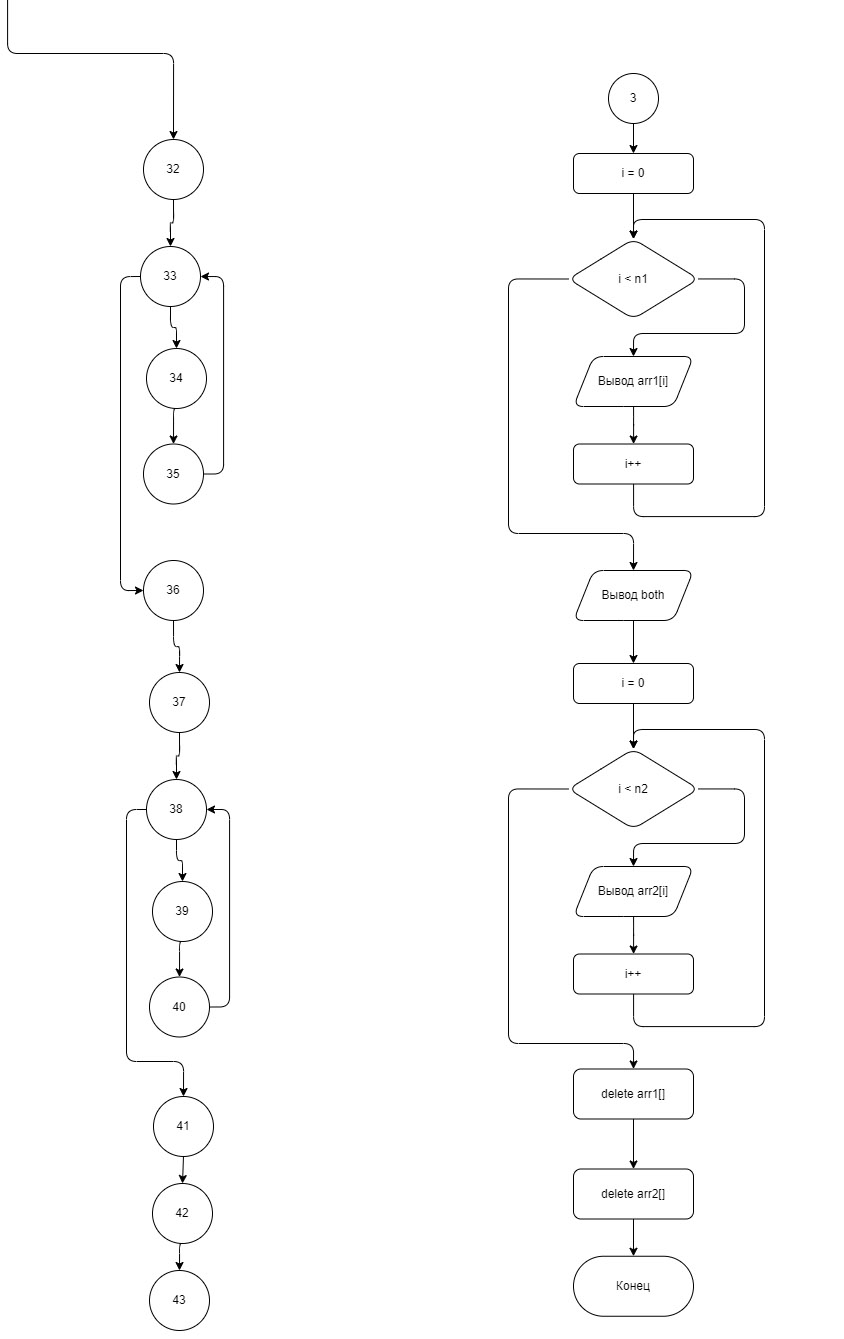 32
33
34
35
36
37
38
39
40
41
42
43
3
i = 0
i < n1
Вывод arr1[i]
i++
Вывод both
i = 0
i < n2
Вывод arr2[i]
i++
delete arr1[]
delete arr2[]
Конец